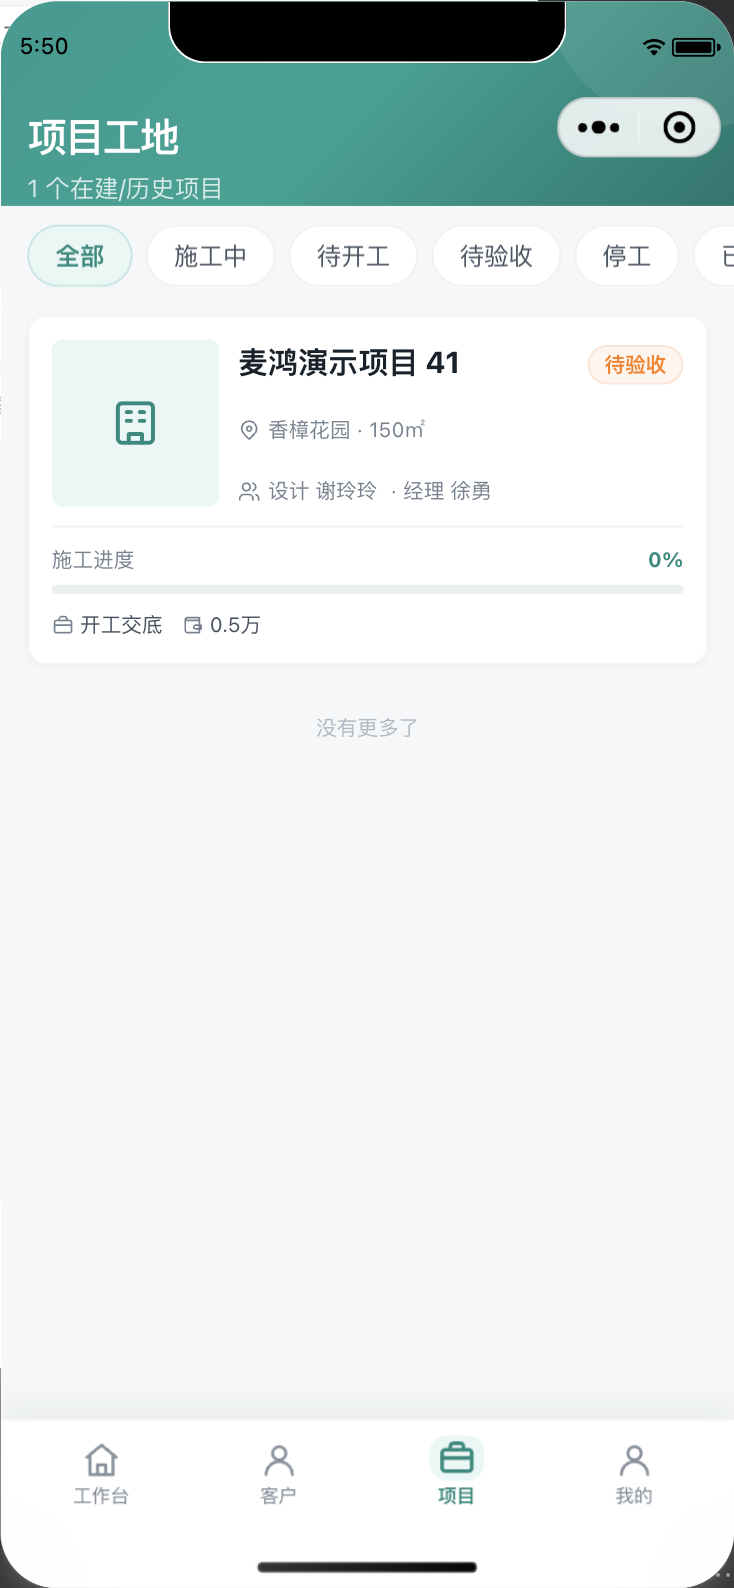 5:50
项目工地
1 个在建/历史项目
全部 施工中 待开工 待验收 停工
麦鸿演示项目 41 待验收
香樟花园 · 150㎡
设计 谢玲玲 · 经理 徐勇
施工进度 0%
开工交底 0.5万
没有更多了
工作台 客户 项目 我的